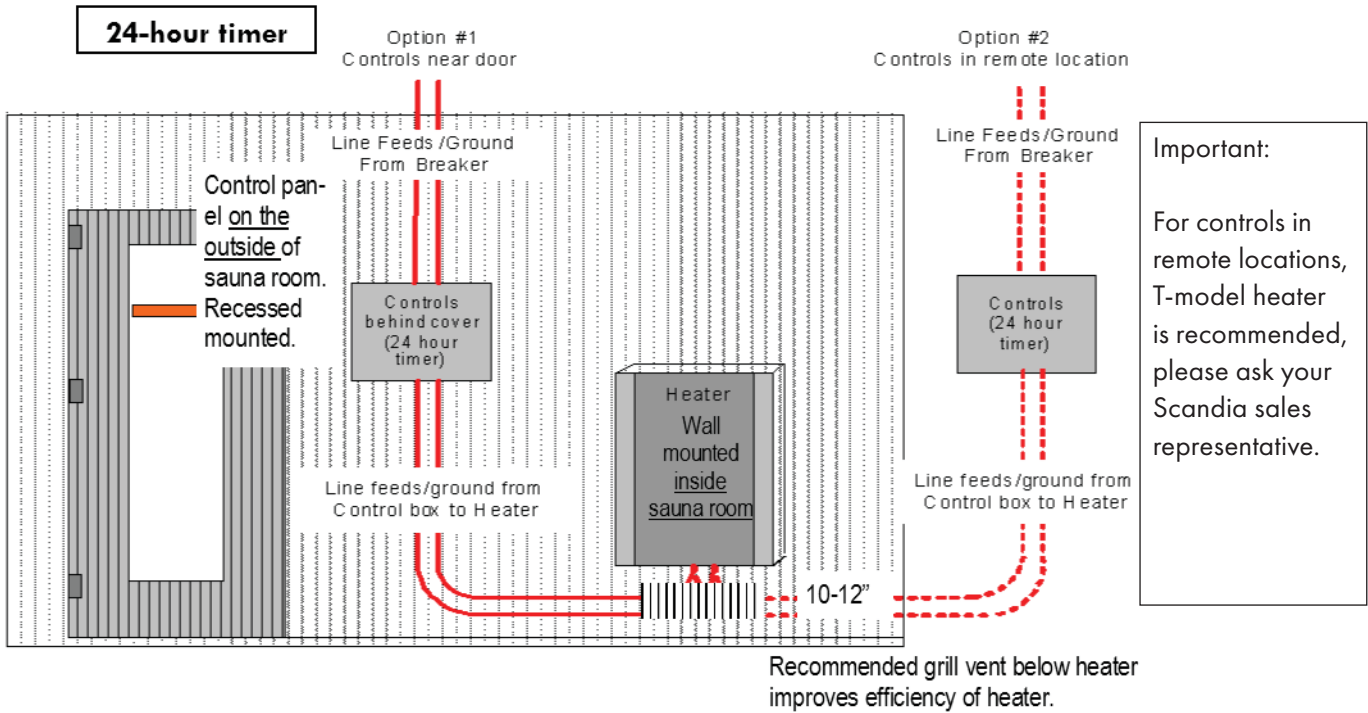 24-hour timer
Option #1
Controls near door
Line Feeds/Ground
From Breaker
Control pan-
el on the
outside of
sauna room.
Recessed
mounted.
Controls
behind cover
(24 hour
timer)
Line feeds/ground from
Control box to Heater
Heater
Wall
mounted
inside
sauna room
10-12”
Recommended grill vent below heater
improves efficiency of heater.
Option #2
Controls in remote location
Line Feeds/Ground
From Breaker
Controls
(24 hour
timer)
Line feeds/ground from
Control box to Heater
Important:
For controls in
remote locations,
T-model heater
is recommended,
please ask your
Scandia sales
representative.